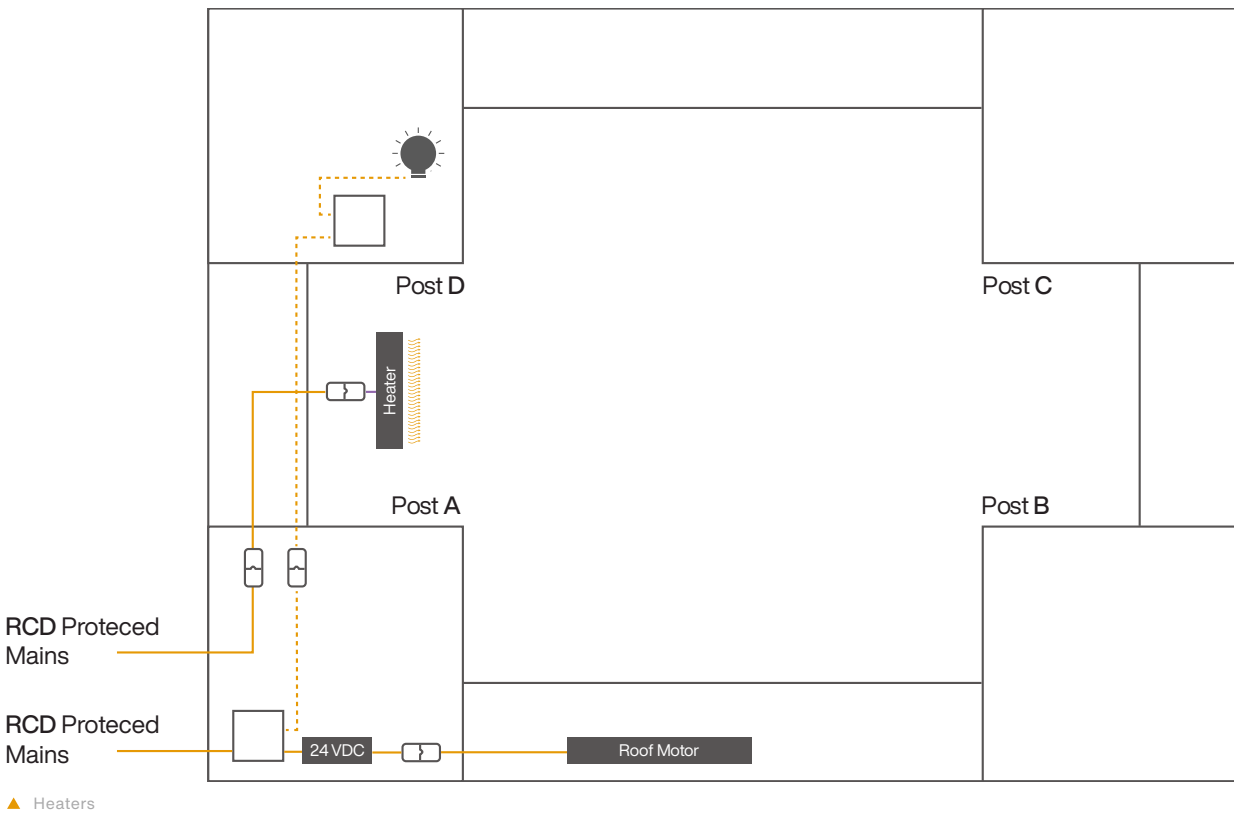 Post D
Post C
Heater
Post A
Post B
RCD Proteced
Mains
RCD Proteced
Mains
24 VDC
Roof Motor
Heaters